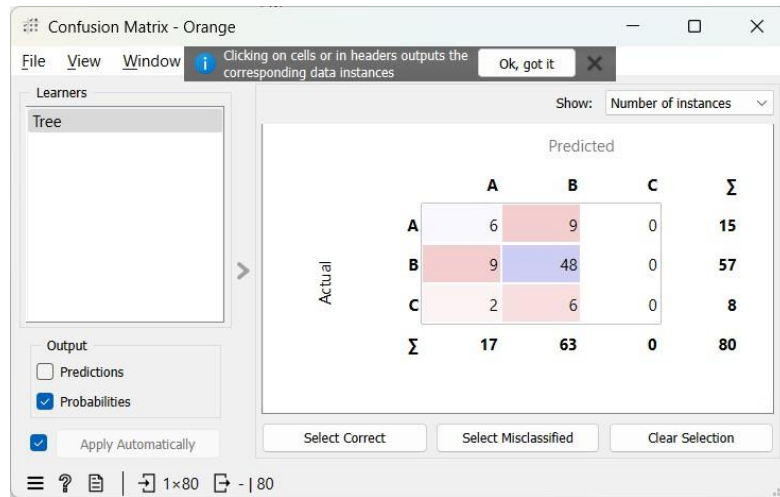 Confusion Matrix - Orange
File View Window
Clicking on cells or in headers outputs the
corresponding data instances
Ok, got it
Learners
Tree
Show: Number of instances
Predicted
A B C Σ
A 6 9 0 15
B 9 48 0 57
C 2 6 0 8
Σ 17 63 0 80
Actual
Output
Predictions
Probabilities
Apply Automatically
Select Correct Select Misclassified Clear Selection
1×80 - | 80